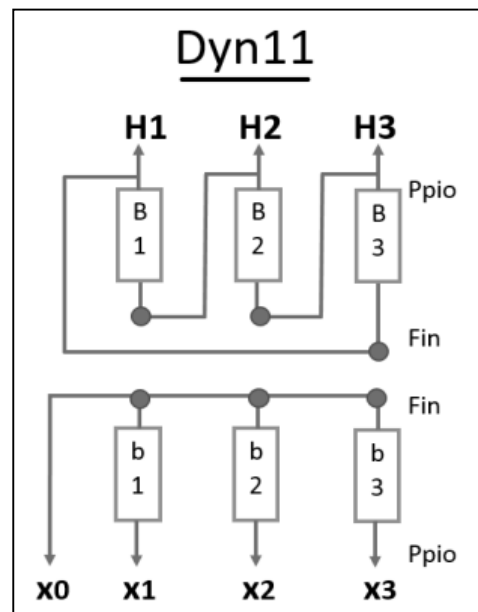 Dyn11
H1 H2 H3
Ppio
B B B
1 2 3
Fin
Fin
b b b
1 2 3
Ppio
x0 x1 x2 x3